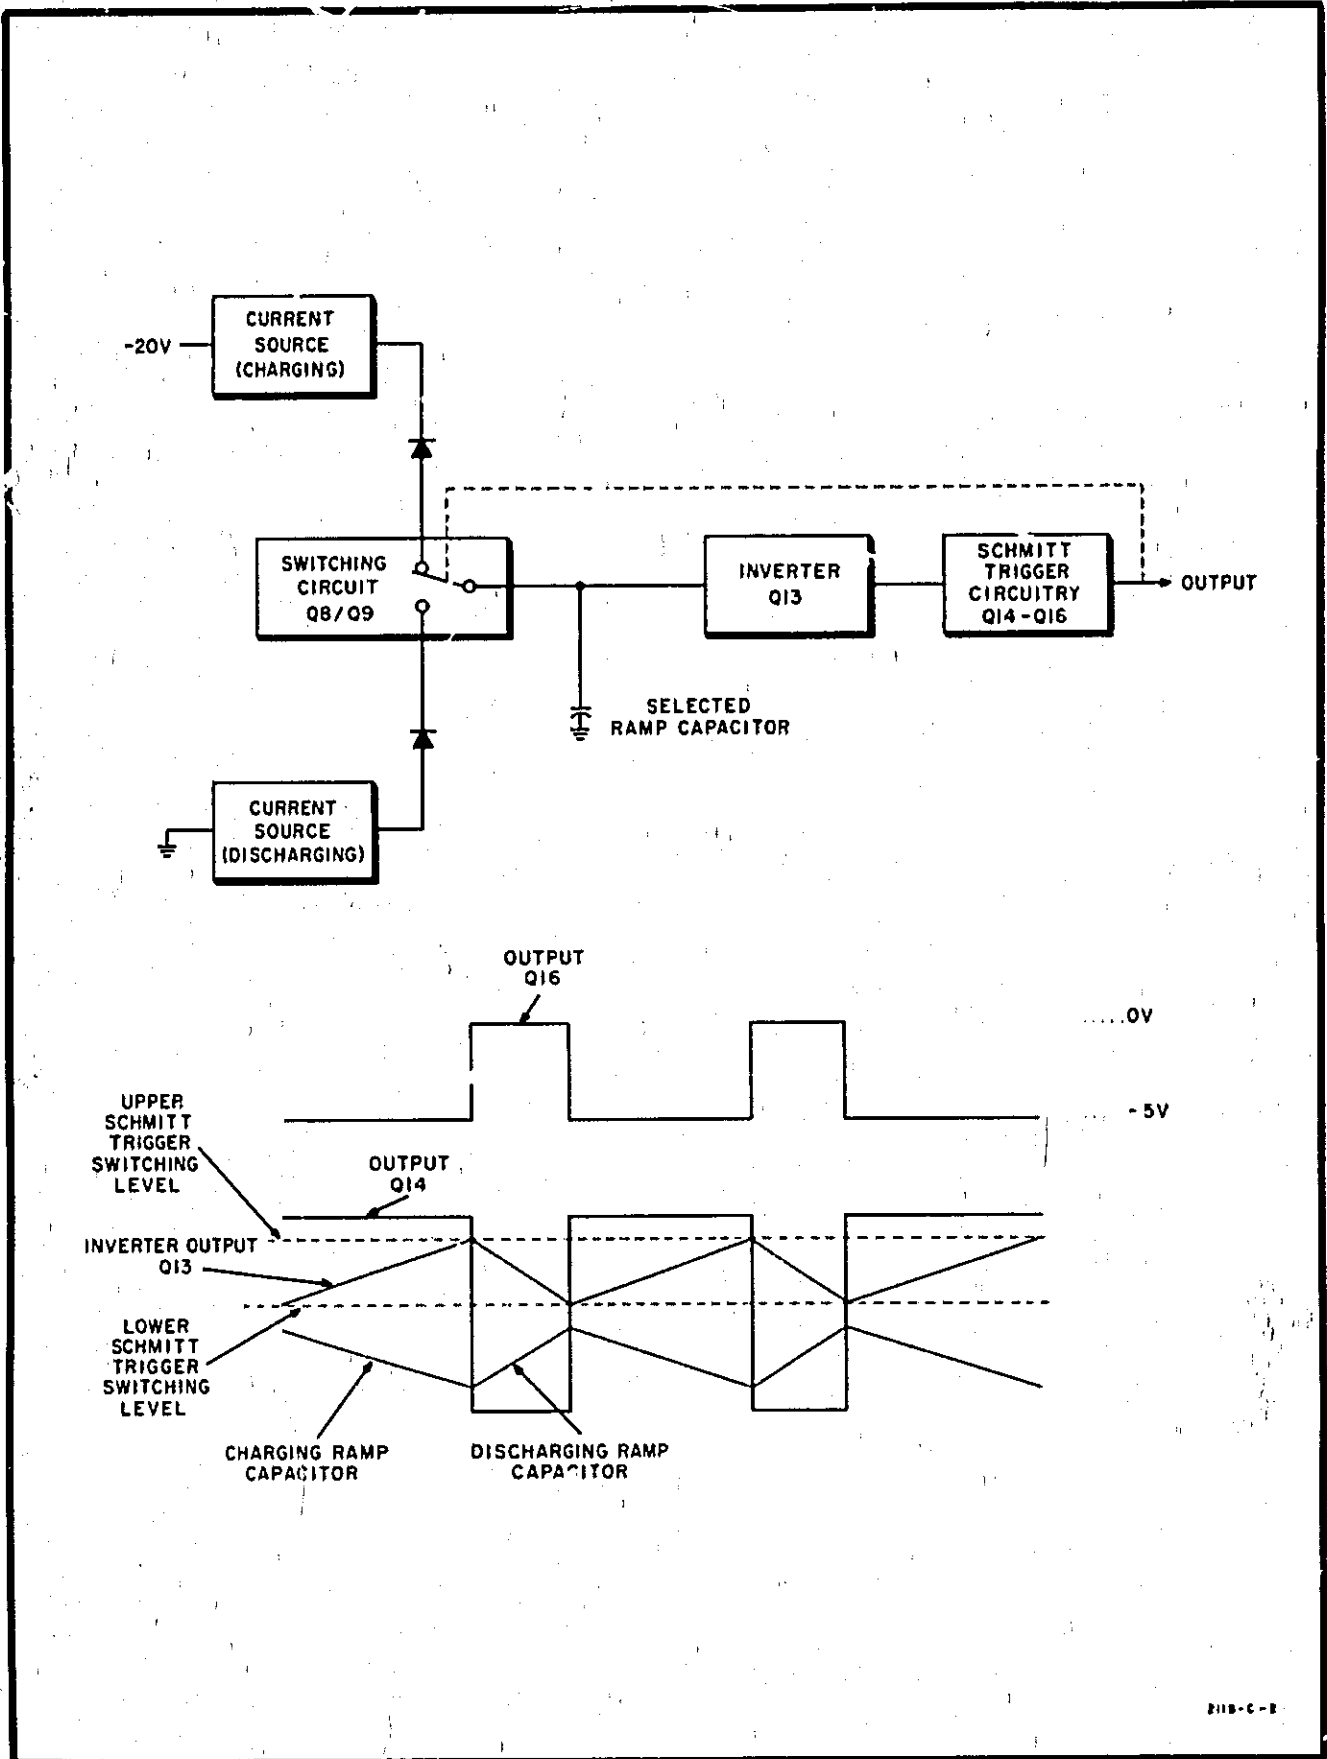 CURRENT
SOURCE
(CHARGING)
-20V
SWITCHING
CIRCUIT
Q8/Q9
INVERTER
Q13
SCHMITT
TRIGGER
CIRCUITRY
Q14-Q16
OUTPUT
SELECTED
RAMP CAPACITOR
CURRENT
SOURCE
(DISCHARGING)
OUTPUT
Q16
.....0V
.... -5V
UPPER
SCHMITT
TRIGGER
SWITCHING
LEVEL
OUTPUT
Q14
INVERTER OUTPUT
Q13
LOWER
SCHMITT
TRIGGER
SWITCHING
LEVEL
CHARGING RAMP
CAPACITOR
DISCHARGING RAMP
CAPACITOR